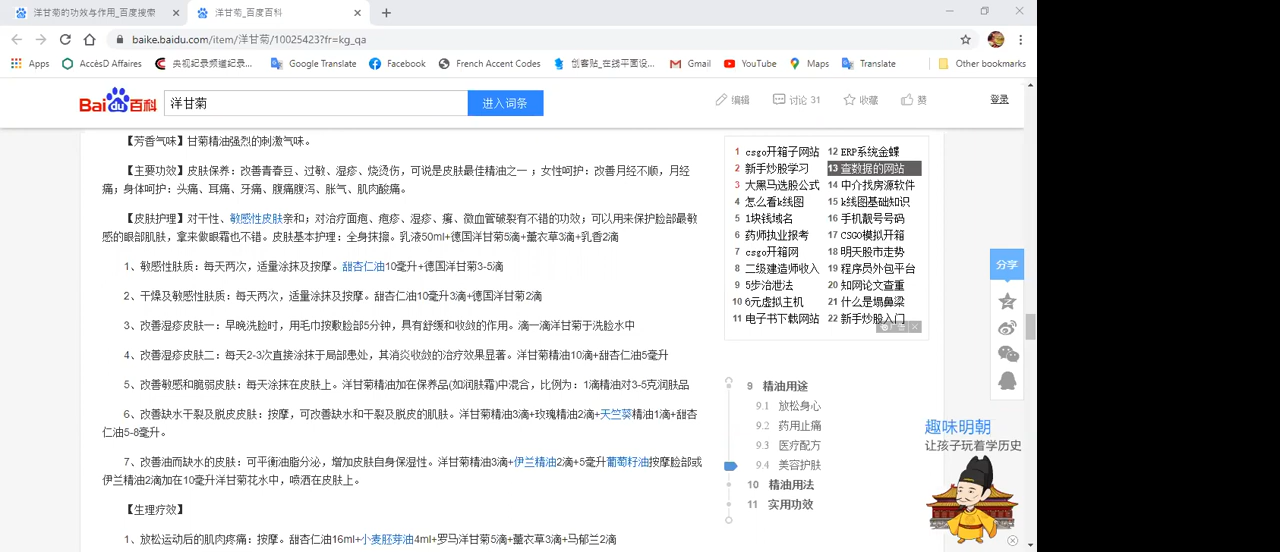 洋甘菊的功效与作用_百度搜索
洋甘菊_百度百科
baike.baidu.com/item/洋甘菊/10025423?fr=kg_qa
Apps AccèsD Affaires 央视纪录频道纪录... Google Translate Facebook French Accent Codes 创客贴_在线平面设... Gmail YouTube Maps Translate Other bookmarks
Bai du 百科 洋甘菊 进入词条 编辑 讨论 31 收藏 赞 登录
【芳香气味】甘菊精油强烈的刺激气味。
【主要功效】皮肤保养：改善青春豆、过敏、湿疹、烧烫伤，可说是皮肤最佳精油之一；女性呵护：改善月经不顺，月经
痛；身体呵护：头痛、耳痛、牙痛、腹痛腹泻、胀气、肌肉酸痛。
【皮肤护理】对干性、敏感性皮肤亲和；对治疗面疱、疱疹、湿疹、癣、微血管破裂有不错的功效；可以用来保护脸部最敏
感的眼部肌肤，拿来做眼霜也不错。皮肤基本护理：全身抹擦。乳液50ml+德国洋甘菊5滴+薰衣草3滴+乳香2滴
1、敏感性肤质：每天两次，适量涂抹及按摩。甜杏仁油10毫升+德国洋甘菊3-5滴
2、干燥及敏感性肤质：每天两次，适量涂抹及按摩。甜杏仁油10毫升3滴+德国洋甘菊2滴
3、改善湿疹皮肤一：早晚洗脸时，用毛巾按敷脸部5分钟，具有舒缓和收敛的作用。滴一滴洋甘菊于洗脸水中
4、改善湿疹皮肤二：每天2-3次直接涂抹于局部患处，其消炎收敛的治疗效果显著。洋甘菊精油10滴+甜杏仁油5毫升
5、改善敏感和脆弱皮肤：每天涂抹在皮肤上。洋甘菊精油加在保养品(如润肤霜)中混合，比例为：1滴精油对3-5克润肤品
6、改善缺水干裂及脱皮皮肤：按摩，可改善缺水和干裂及脱皮的肌肤。洋甘菊精油3滴+玫瑰精油2滴+天竺葵精油1滴+甜杏
仁油5-8毫升。
7、改善油而缺水的皮肤：可平衡油脂分泌，增加皮肤自身保湿性。洋甘菊精油3滴+伊兰精油2滴+5毫升葡萄籽油按摩脸部或
伊兰精油2滴加在10毫升洋甘菊花水中，喷洒在皮肤上。
【生理疗效】
1、放松运动后的肌肉疼痛：按摩。甜杏仁油16ml+小麦胚芽油4ml+罗马洋甘菊5滴+薰衣草3滴+马郁兰2滴
1 csgo开箱子网站 12 ERP系统金蝶
2 新手炒股学习 13 查数据的网站
3 大黑马选股公式 14 中介找房源软件
4 怎么看k线图 15 k线图基础知识
5 1块钱域名 16 手机靓号号码
6 药师执业报考 17 CSGO模拟开箱
7 csgo开箱网 18 明天股市走势
8 二级建造师收入 19 程序员外包平台
9 5步治泄法 20 知网论文查重
10 6元虚拟主机 21 什么是塌鼻梁
11 电子书下载网站 22 新手炒股入门
广告
9 精油用途
9.1 放松身心
9.2 药用止痛
9.3 医疗配方
9.4 美容护肤
10 精油用法
11 实用功效
分享
趣味明朝
让孩子玩着学历史